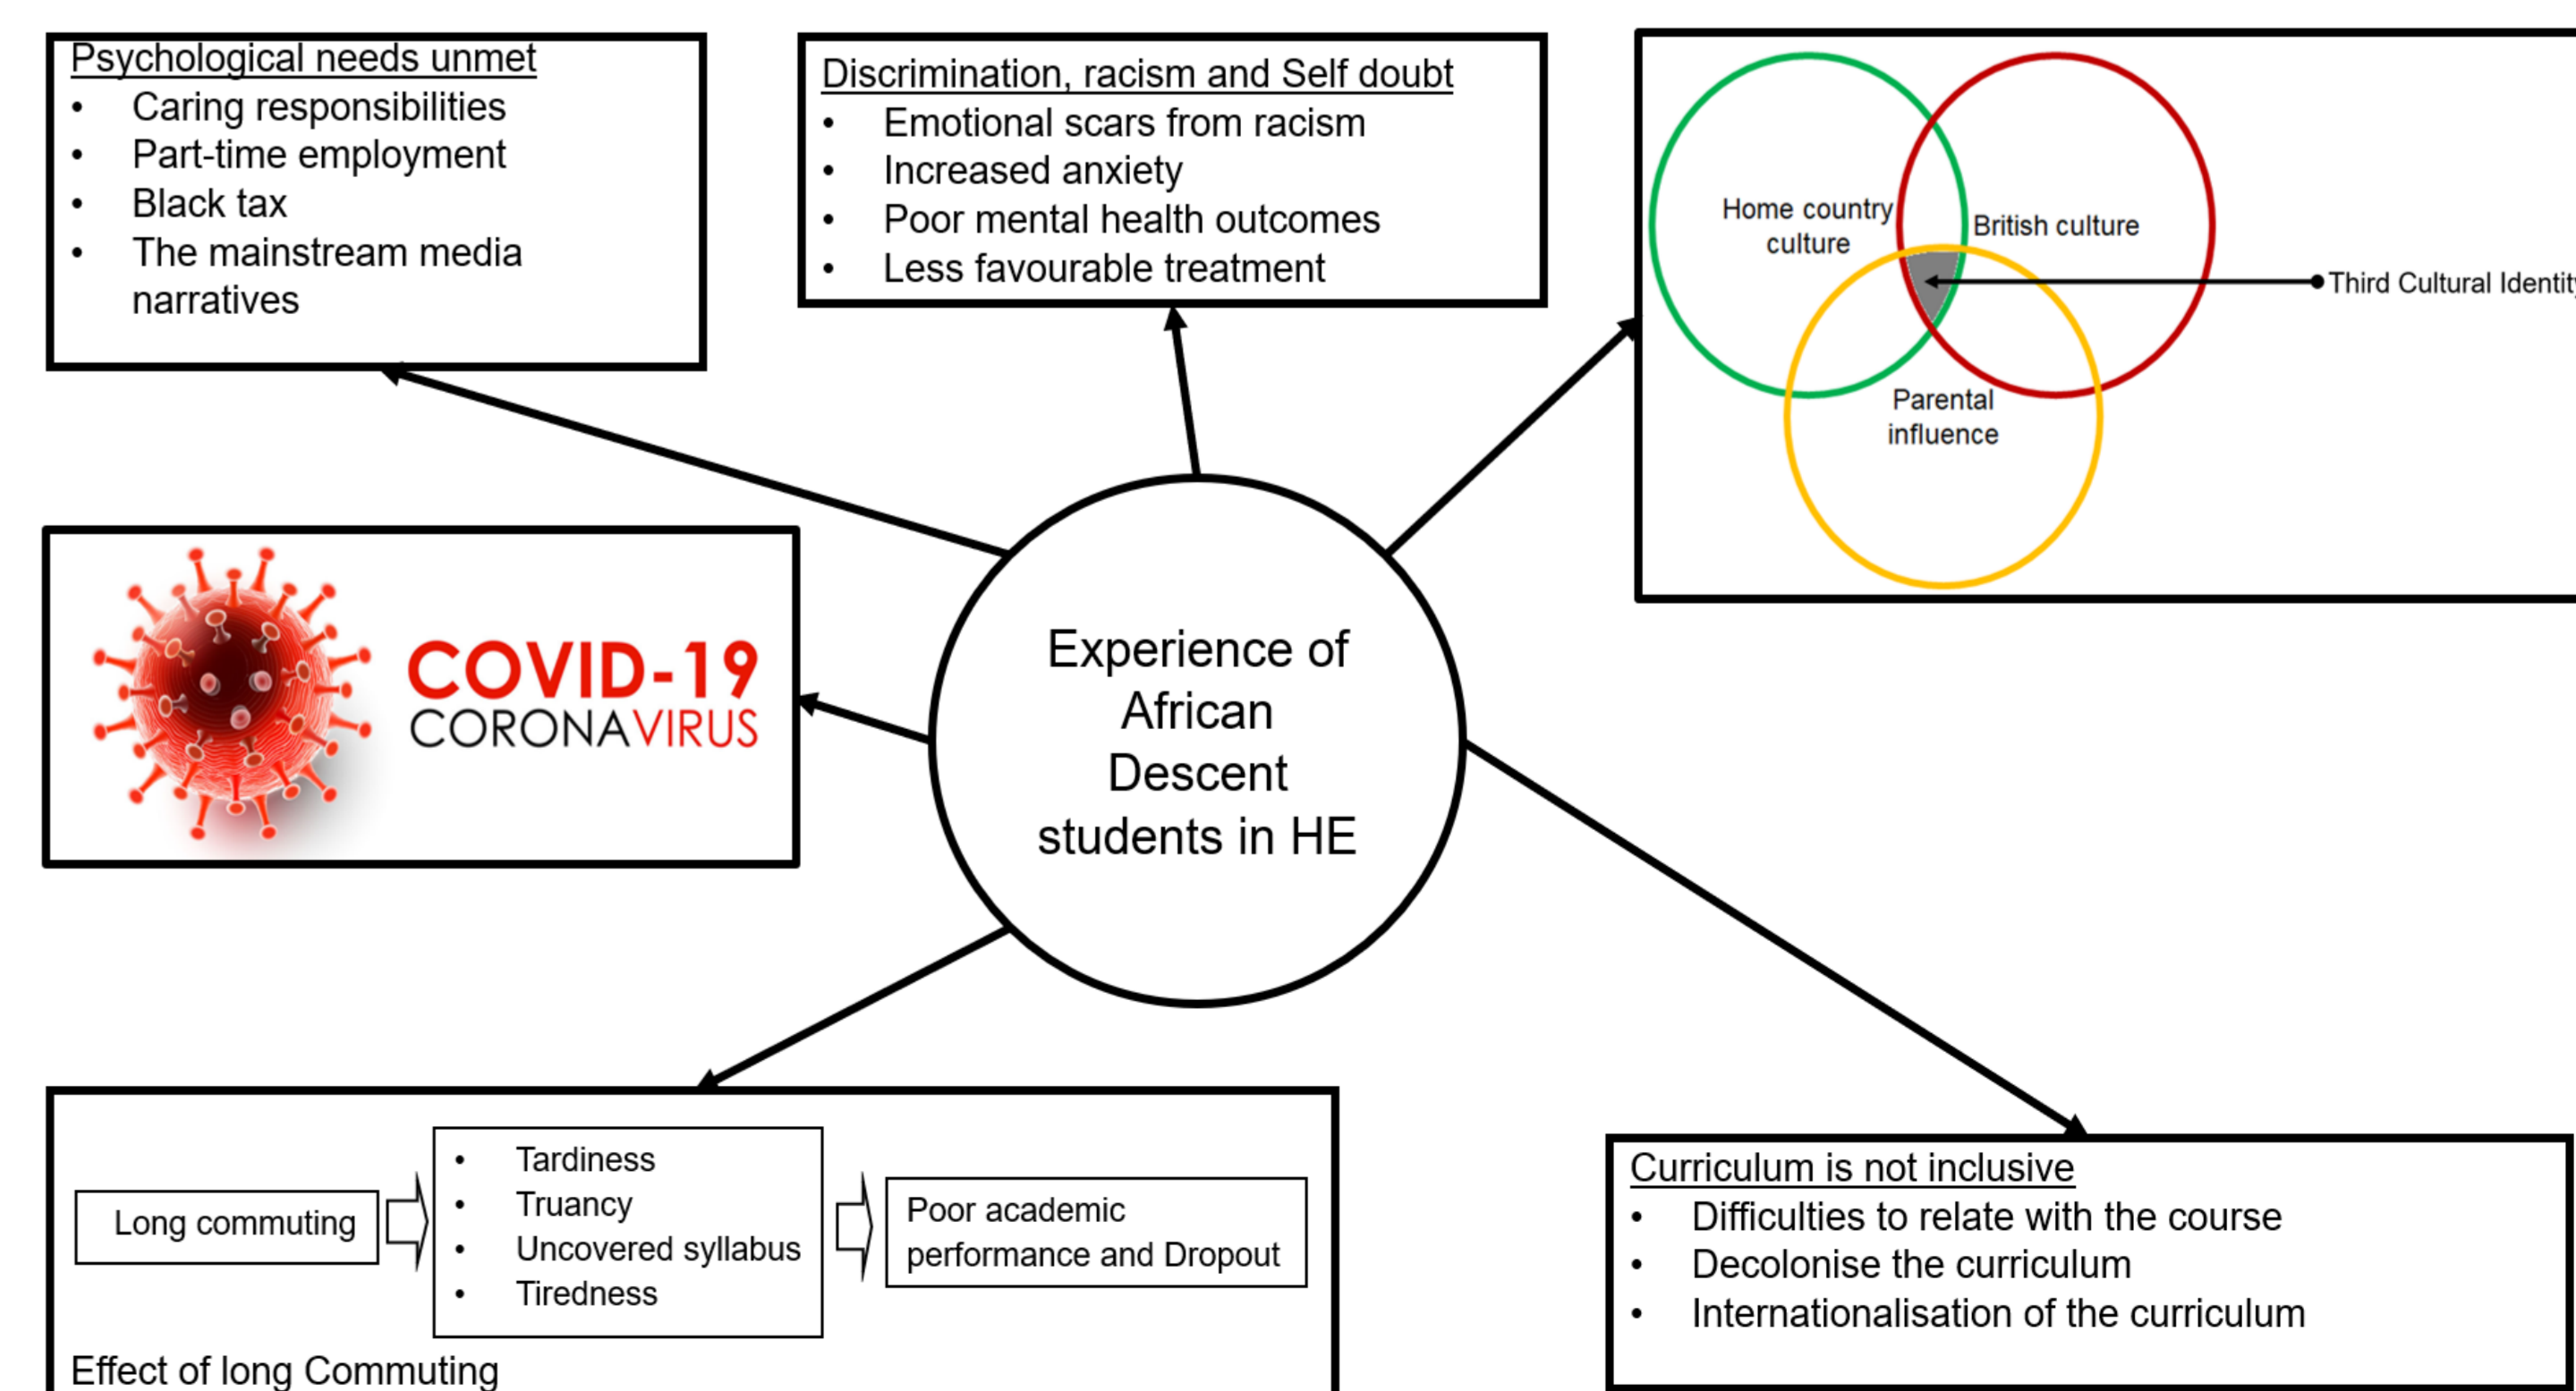 Psychological needs unmet
• Caring responsibilities
• Part-time employment
• Black tax
• The mainstream media
narratives
Discrimination, racism and Self doubt
• Emotional scars from racism
• Increased anxiety
• Poor mental health outcomes
• Less favourable treatment
Home country
culture
British culture
Third Cultural Identity
Parental
influence
COVID-19
CORONAVIRUS
Experience of
African
Descent
students in HE
Long commuting
• Tardiness
• Truancy
• Uncovered syllabus
• Tiredness
Poor academic
performance and Dropout
Effect of long Commuting
Curriculum is not inclusive
• Difficulties to relate with the course
• Decolonise the curriculum
• Internationalisation of the curriculum